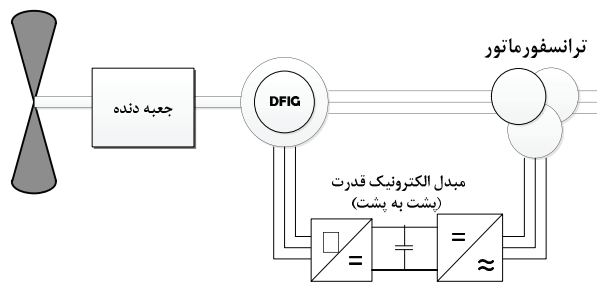 ترانسفورماتور
جعبه دنده
DFIG
مبدل الکترونیک قدرت
(پشت به پشت)
=
=
≈